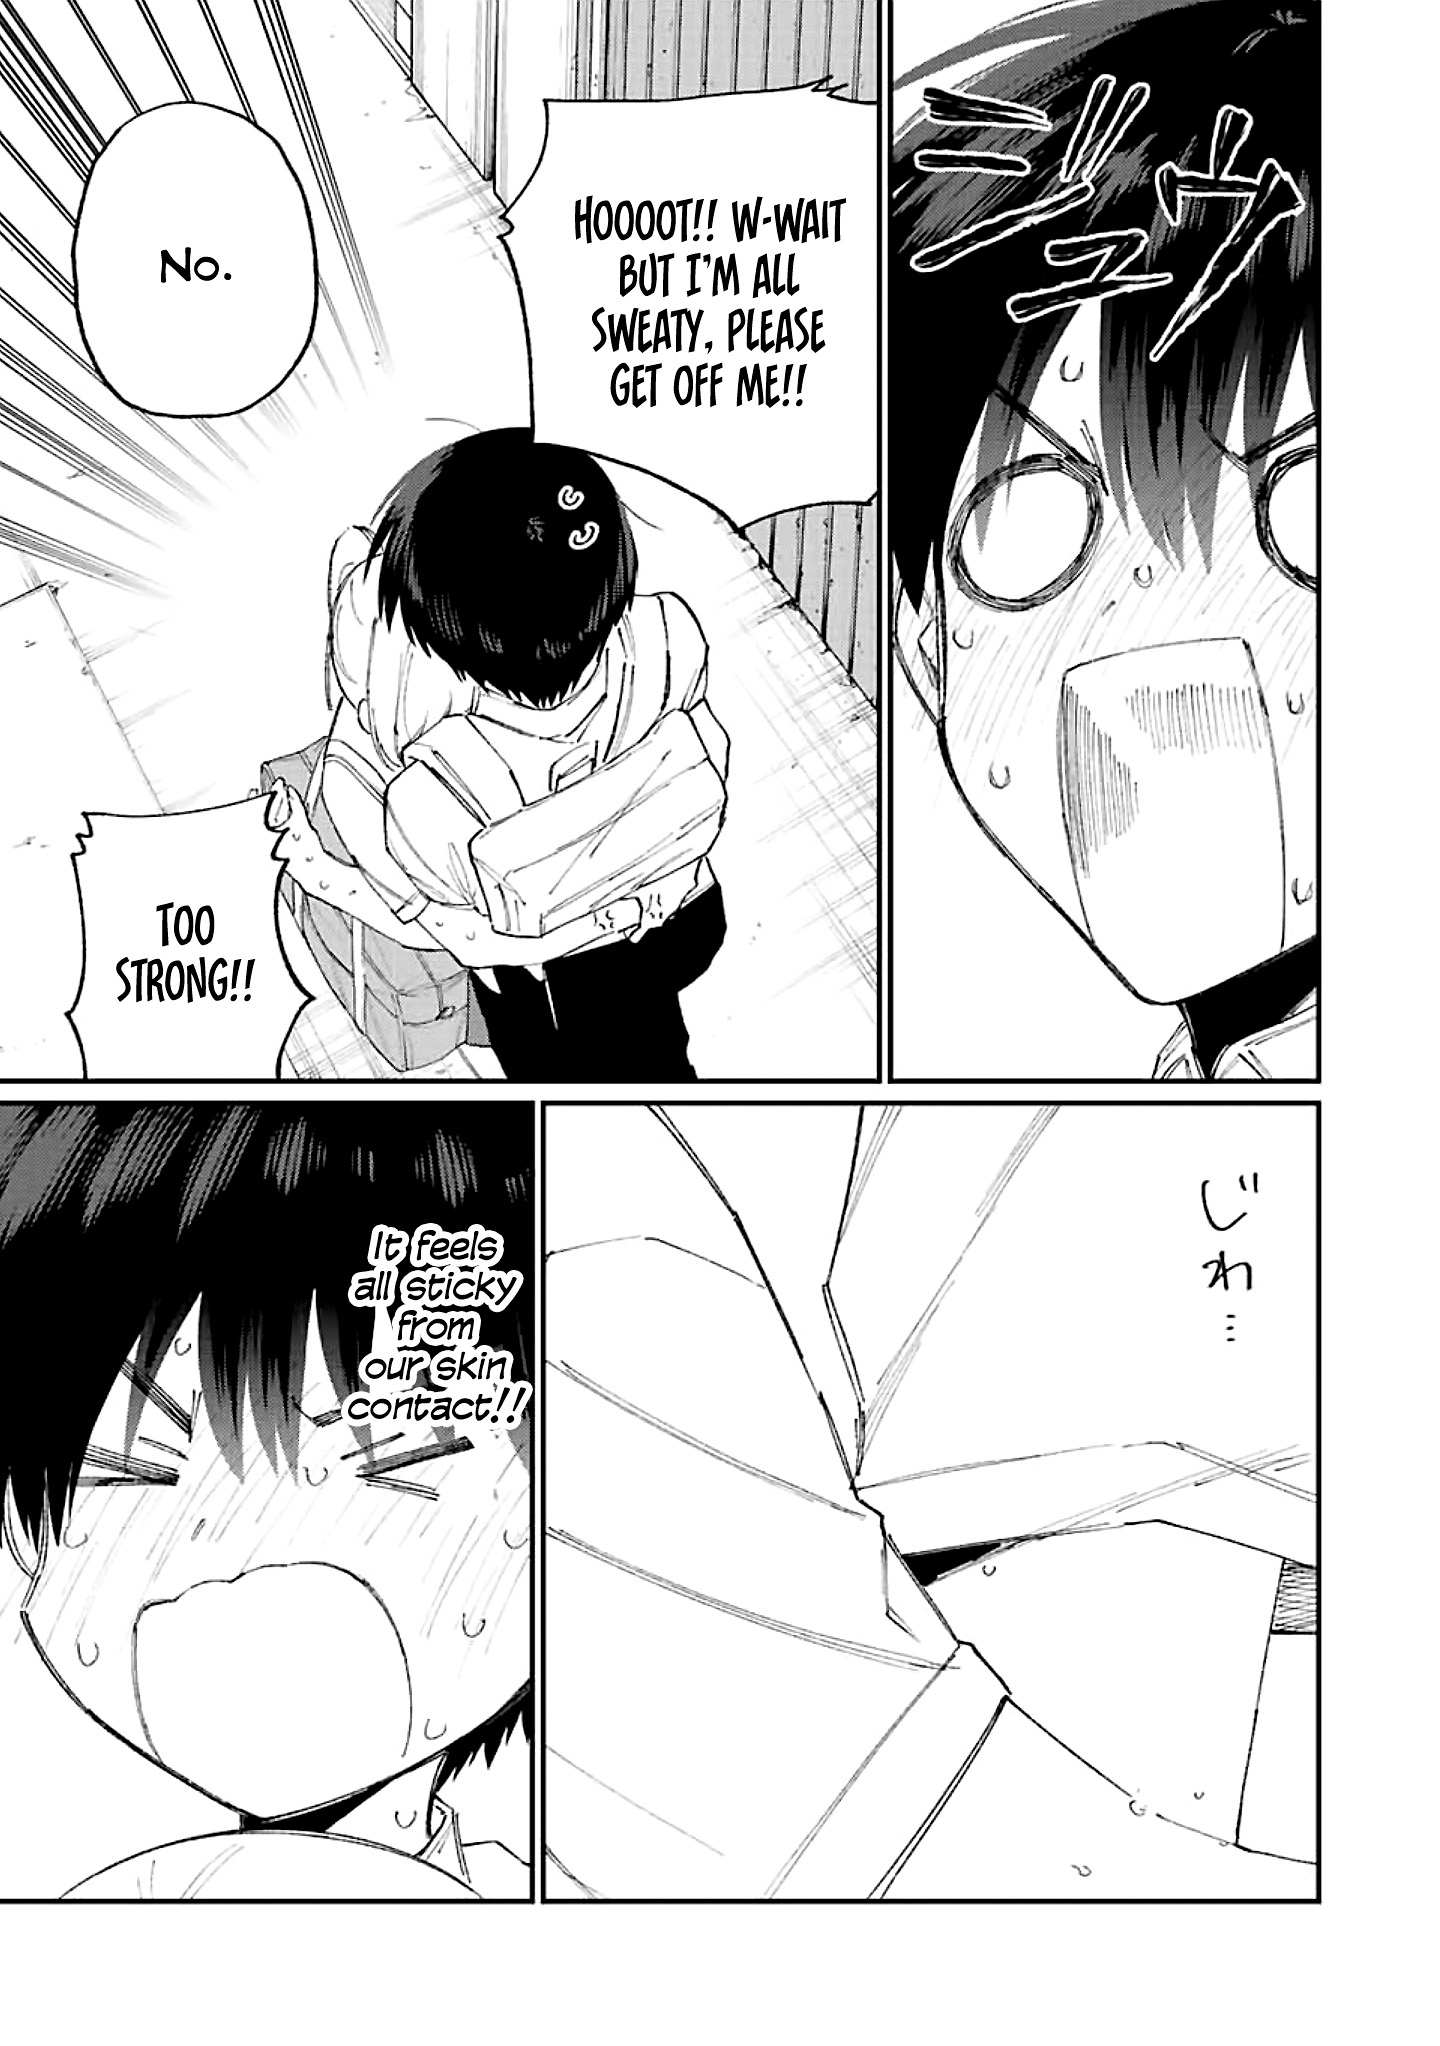 ジュウ
ニ
HOOOOT!! W-WAIT
BUT I'M ALL
SWEATY, PLEASE
GET OFF ME!!
No.
TOO
STRONG!!
じわ…
It feels
all sticky
from
our skin
contact!!